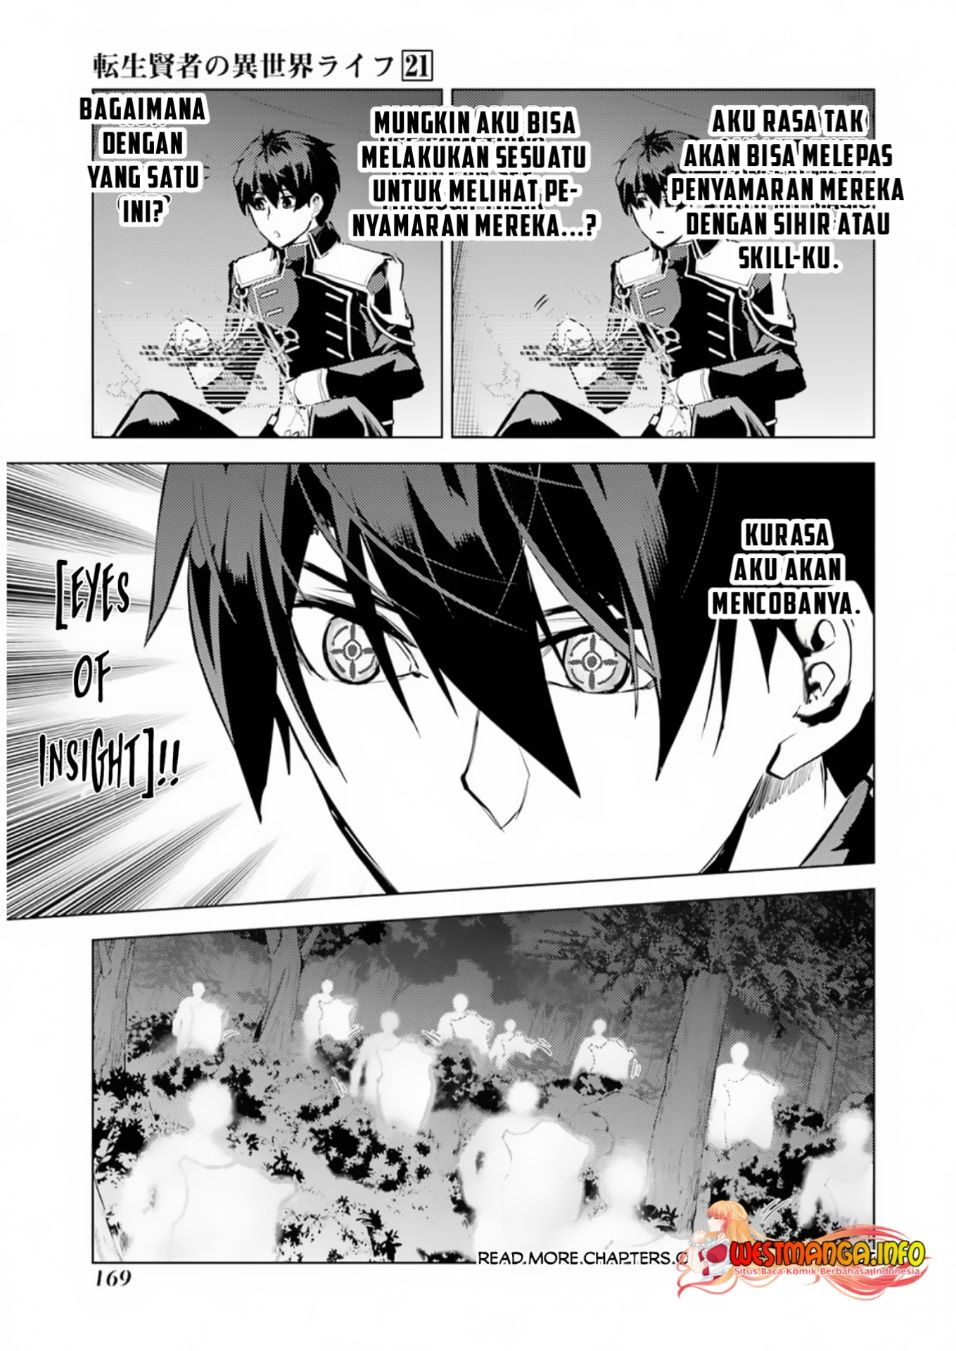 転生賢者の異世界ライフ 21
AKU RASA TAK
AKAN BISA MELEPAS
PENYAMARAN MEREKA
DENGAN SIHIR ATAU
SKILL-KU.
MUNGKIN AKU BISA
MELAKUKAN SESUATU
UNTUK MELIHAT PE-
NYAMARAN MEREKA...?
BAGAIMANA
DENGAN
YANG SATU
INI?
KURASA
AKU AKAN
MENCOBANYA.
[EYES
OF
INSIGHT]!!
READ.MORE.CHAPTERS.
WESTMANGA.INFO
Situs Baca Komik Berbahasa Indonesia
169